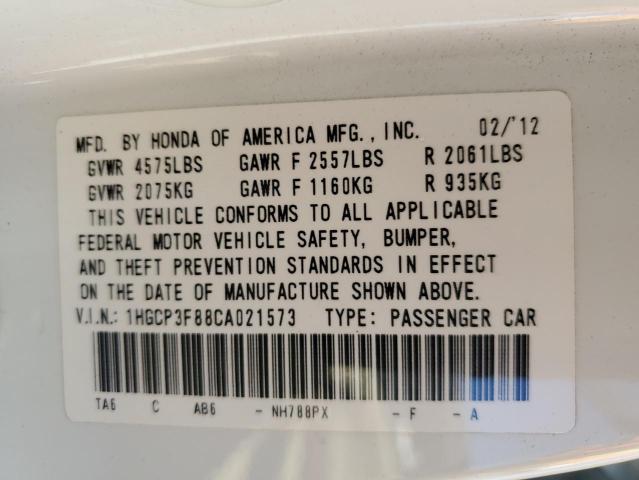 MFD. BY HONDA OF AMERICA MFG., INC. 02/'12
GVWR 4575LBS GAWR F 2557LBS R 2061LBS
GVWR 2075KG GAWR F 1160KG R 935KG
THIS VEHICLE CONFORMS TO ALL APPLICABLE
FEDERAL MOTOR VEHICLE SAFETY, BUMPER,
AND THEFT PREVENTION STANDARDS IN EFFECT
ON THE DATE OF MANUFACTURE SHOWN ABOVE.
V.I.N.: 1HGCP3F88CA021573 TYPE: PASSENGER CAR
TA6 C AB6 - NH788PX - F - A